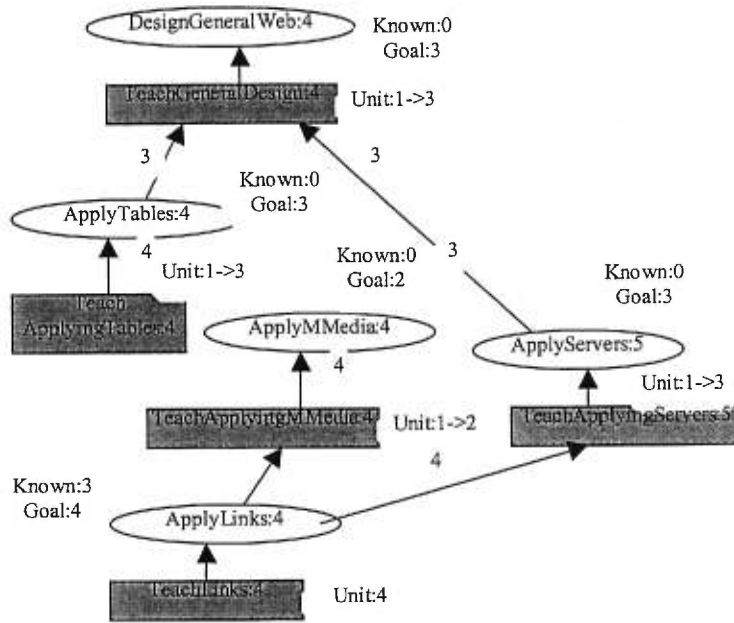 DesignGeneralWeb:4
Known:0
Goal:3
TeachGeneralDesign:4
Unit:1->3
3
3
Known:0
Goal:3
ApplyTables:4
4
3
Known:0
Goal:2
Unit:1->3
Known:0
Goal:3
Teach
ApplyingTables:4
ApplyMMedia:4
4
ApplyServers:5
Unit:1->3
TeachApplyingMMedia:4
Unit:1->2
TeachApplyingServers:5
4
Known:3
Goal:4
ApplyLinks:4
TeachLinks:4
Unit:4